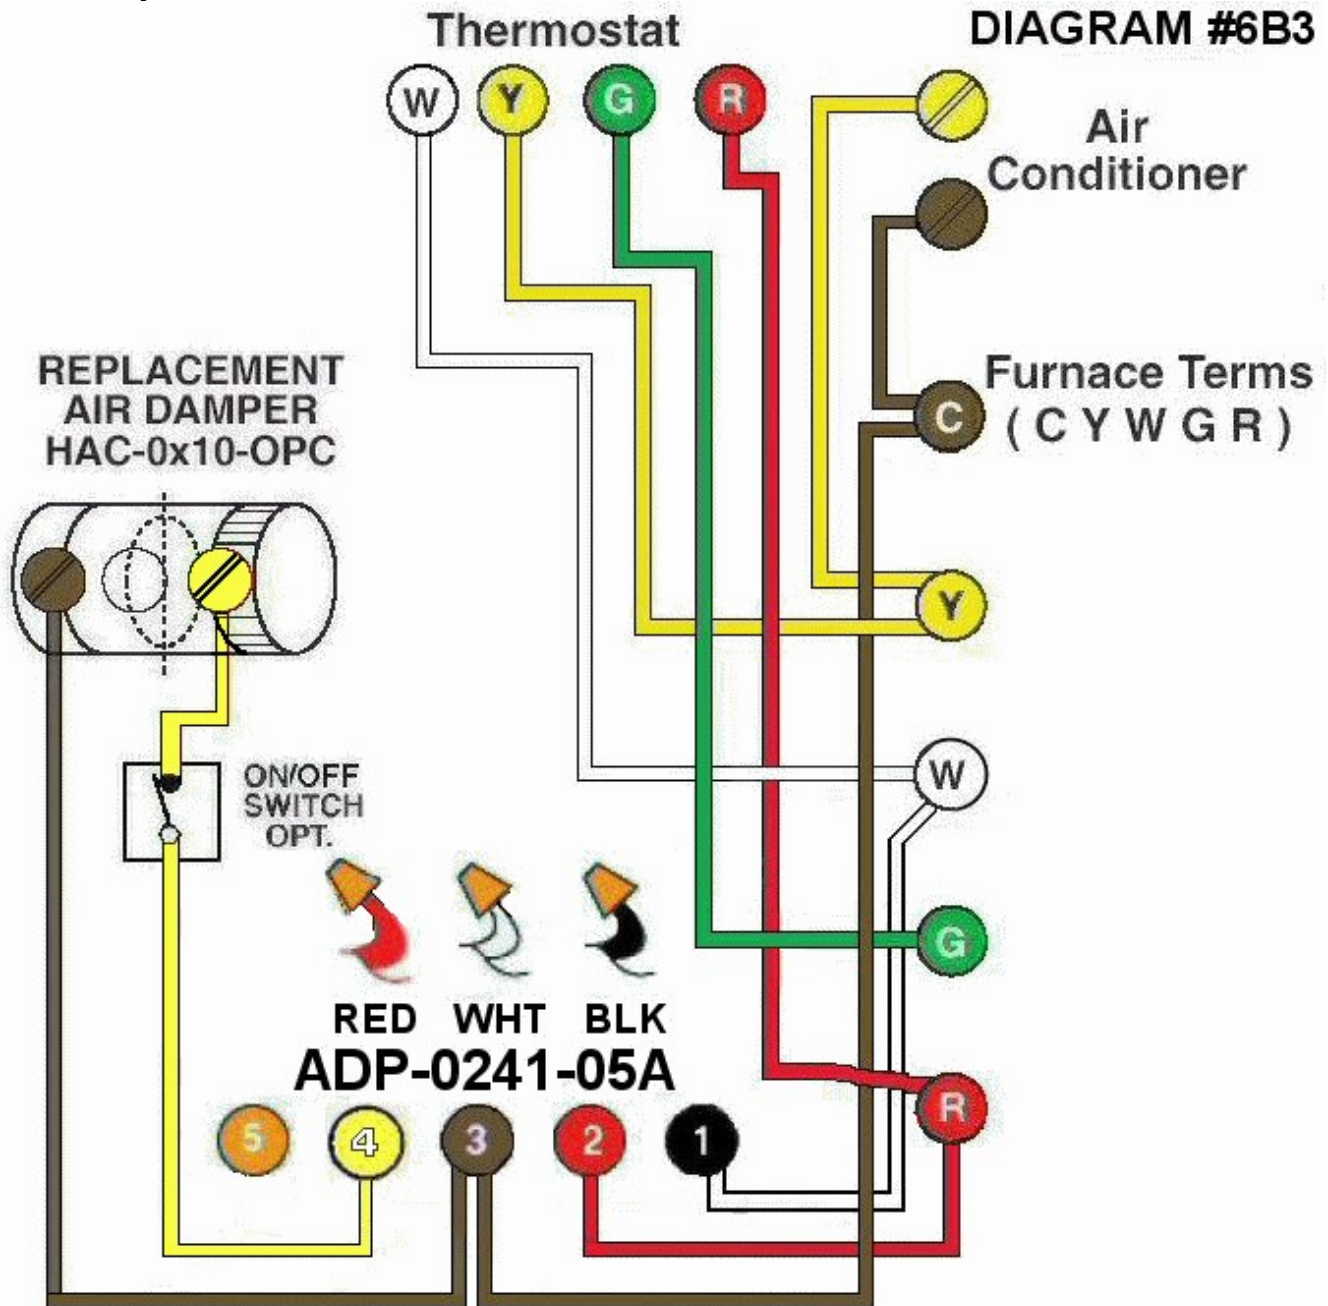 Thermostat
DIAGRAM #6B3
W Y G R
Air
Conditioner
REPLACEMENT
AIR DAMPER
HAC-0x10-OPC
Furnace Terms
( C Y W G R )
C
Y
W
ON/OFF
SWITCH
OPT.
G
RED WHT BLK
ADP-0241-05A
R
5 4 3 2 1